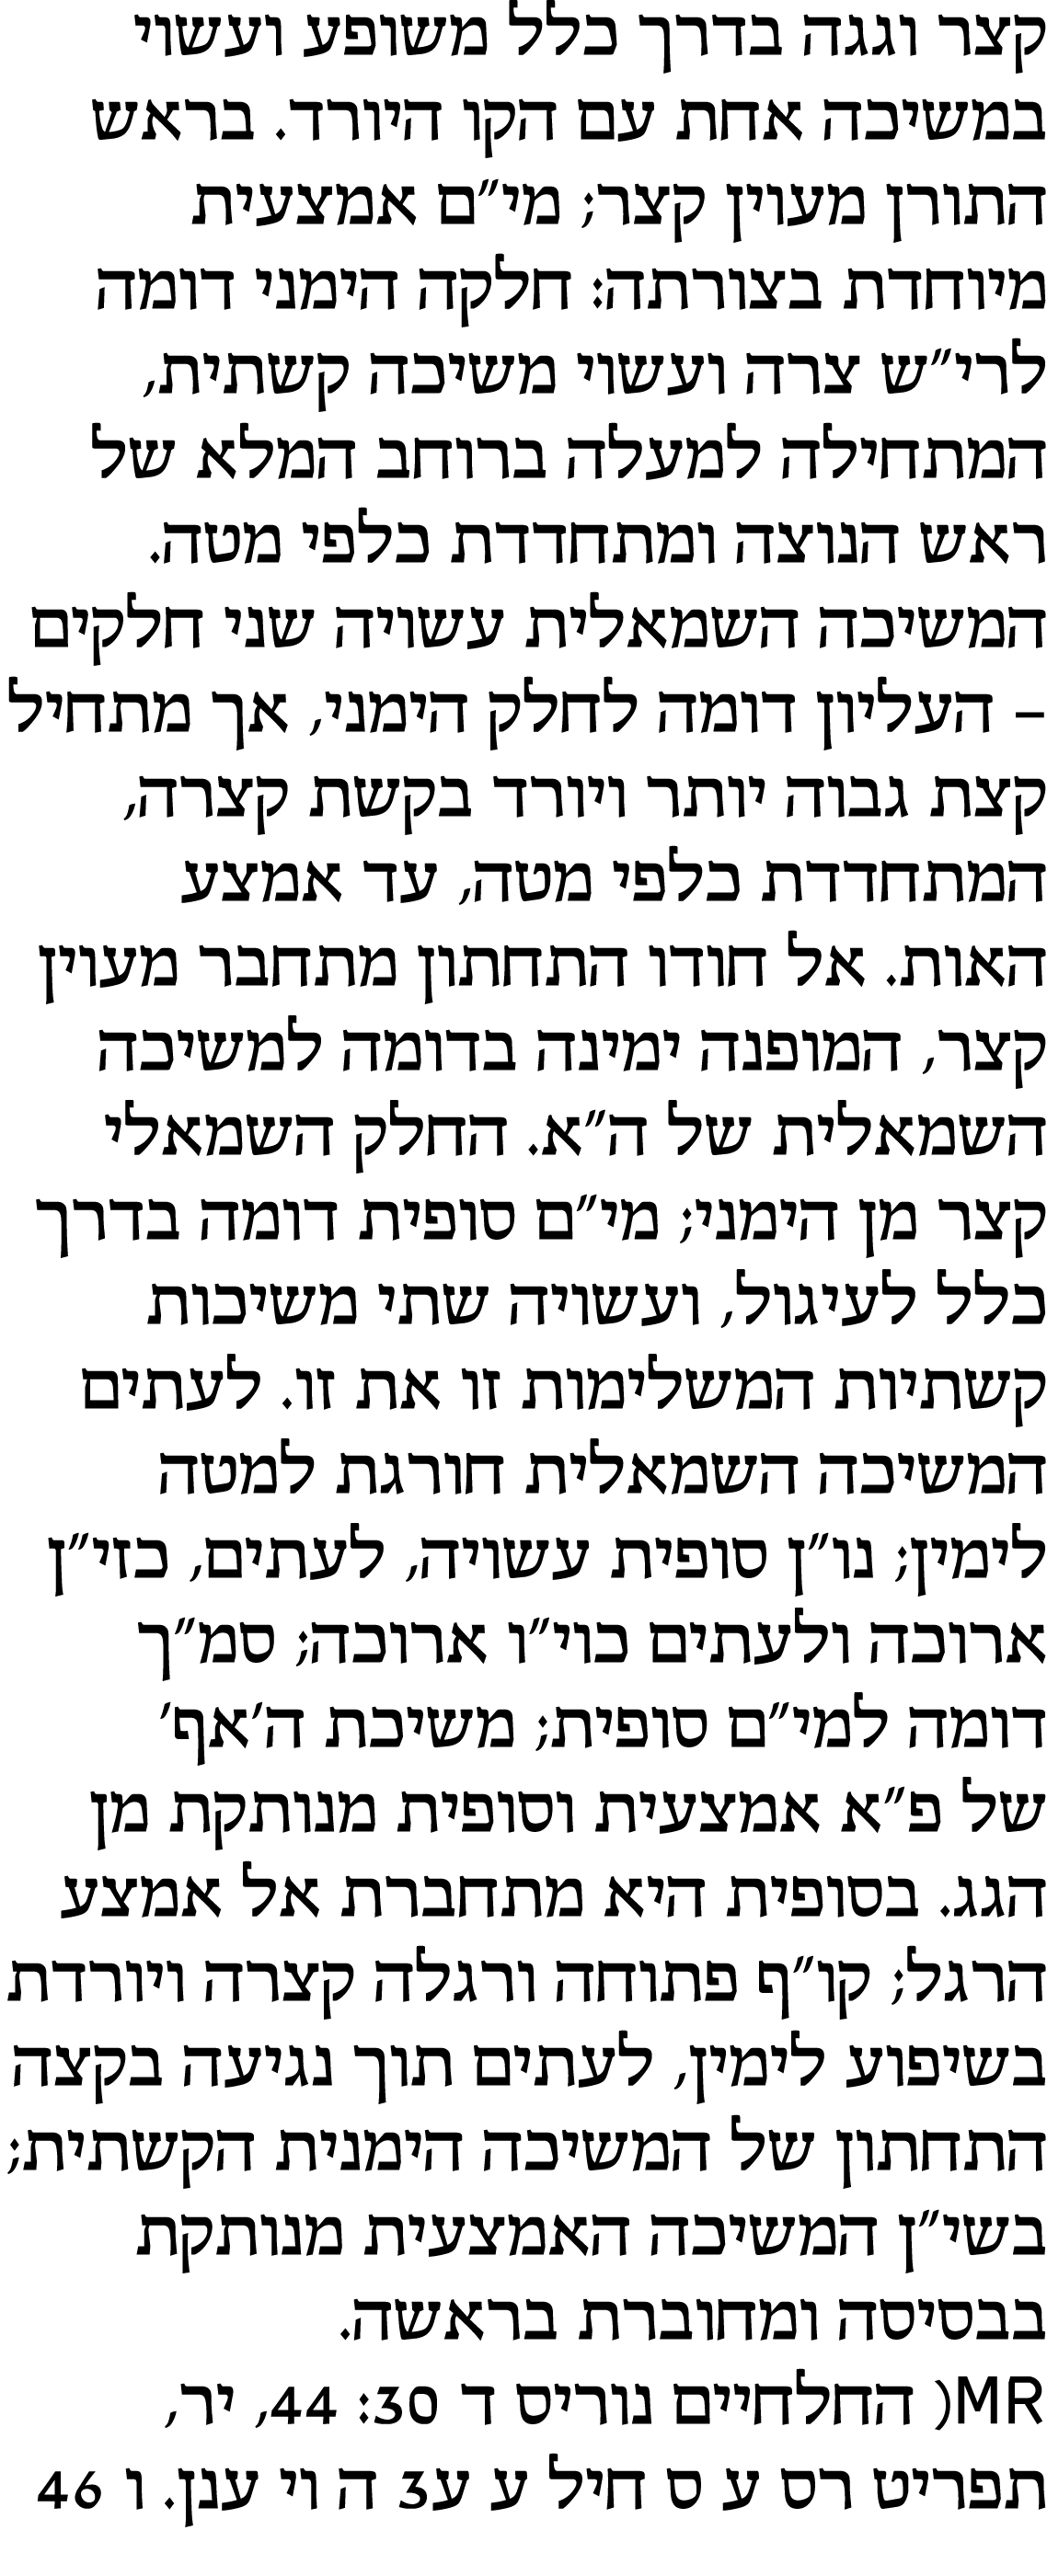 קצר וגגה בדרך כלל משופע ועשוי
במשיכה אחת עם הקו היורד. בראש
התורן מעוין קצר; מי״ם אמצעית
מיוחדת בצורתה: חלקה הימני דומה
לרי״ש צרה ועשוי משיכה קשתית,
המתחילה למעלה ברוחב המלא של
ראש הנוצה ומתחדדת כלפי מטה.
המשיכה השמאלית עשויה שני חלקים
– העליון דומה לחלק הימני, אך מתחיל
קצת גבוה יותר ויורד בקשת קצרה,
המתחדדת כלפי מטה, עד אמצע
האות. אל חודו התחתון מתחבר מעוין
קצר, המופנה ימינה בדומה למשיכה
השמאלית של ה״א. החלק השמאלי
קצר מן הימני; מי״ם סופית דומה בדרך
כלל לעיגול, ועשויה שתי משיכות
קשתיות המשלימות זו את זו. לעתים
המשיכה השמאלית חורגת למטה
לימין; נו״ן סופית עשויה, לעתים, כזי״ן
ארוכה ולעתים כוי״ו ארוכה; סמ״ך
דומה למי״ם סופית; משיכת ה׳אף׳
של פ״א אמצעית וסופית מנותקת מן
הגג. בסופית היא מתחברת אל אמצע
הרגל; קו״ף פתוחה ורגלה קצרה ויורדת
בשיפוע לימין, לעתים תוך נגיעה בקצה
התחתון של המשיכה הימנית הקשתית;
בשי״ן המשיכה האמצעית מנותקת
בבסיסה ומחוברת בראשה.
MR( החלחיים נוריס ד 30: 44, יר,
תפריט רס ע ס חיל ע ע3 ה וי ענן. ו 46